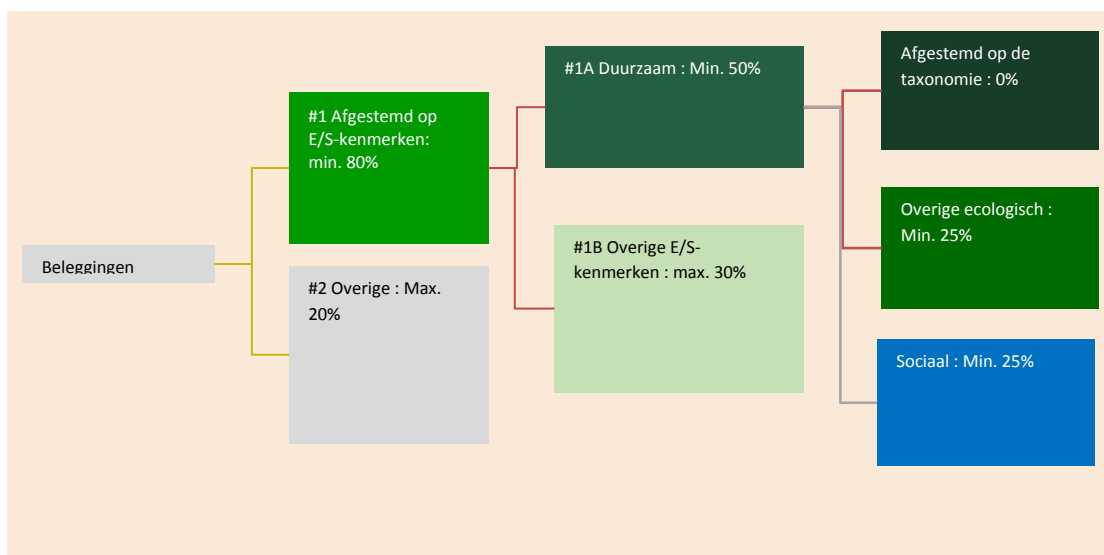 Beleggingen
#1 Afgestemd op
E/S-kenmerken:
min. 80%
#2 Overige : Max.
20%
#1A Duurzaam : Min. 50%
#1B Overige E/S-
kenmerken : max. 30%
Afgestemd op de
taxonomie : 0%
Overige ecologisch :
Min. 25%
Sociaal : Min. 25%